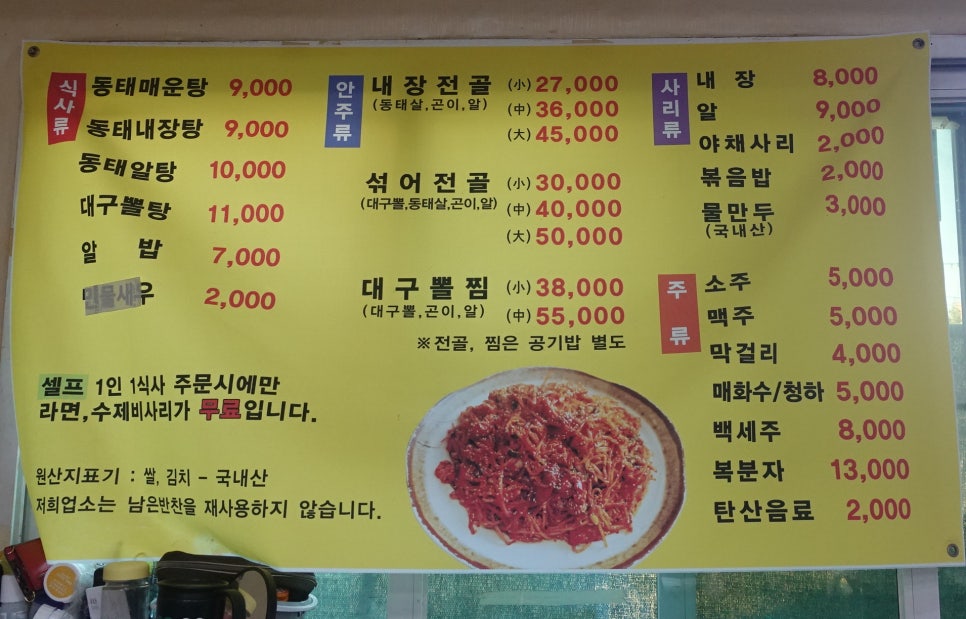 식사류
동태매운탕 9,000
동태내장탕 9,000
동태알탕 10,000
대구뽈탕 11,000
알 밥 7,000
민물새우 2,000
안주류
내장전골 (小) 27,000
(동태살,곤이,알) (中) 36,000
(大) 45,000
섞어전골 (小) 30,000
(대구뽈,동태살,곤이,알) (中) 40,000
(大) 50,000
대구뽈찜 (小) 38,000
(대구뽈,곤이,알) (中) 55,000
※전골, 찜은 공기밥 별도
사리류
내 장 8,000
알 9,000
야채사리 2,000
볶음밥 2,000
물만두 3,000
(국내산)
주류
소주 5,000
맥주 5,000
막걸리 4,000
매화수/청하 5,000
백세주 8,000
복분자 13,000
탄산음료 2,000
셀프 1인 1식사 주문시에만
라면,수제비사리가 무료입니다.
원산지표기 : 쌀, 김치 - 국내산
저희업소는 남은반찬을 재사용하지 않습니다.